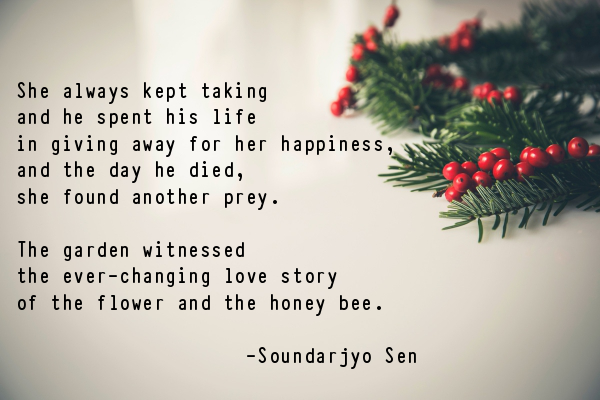 She always kept taking
and he spent his life
in giving away for her happiness,
and the day he died,
she found another prey.
The garden witnessed
the ever-changing love story
of the flower and the honey bee.
-Soundarjyo Sen